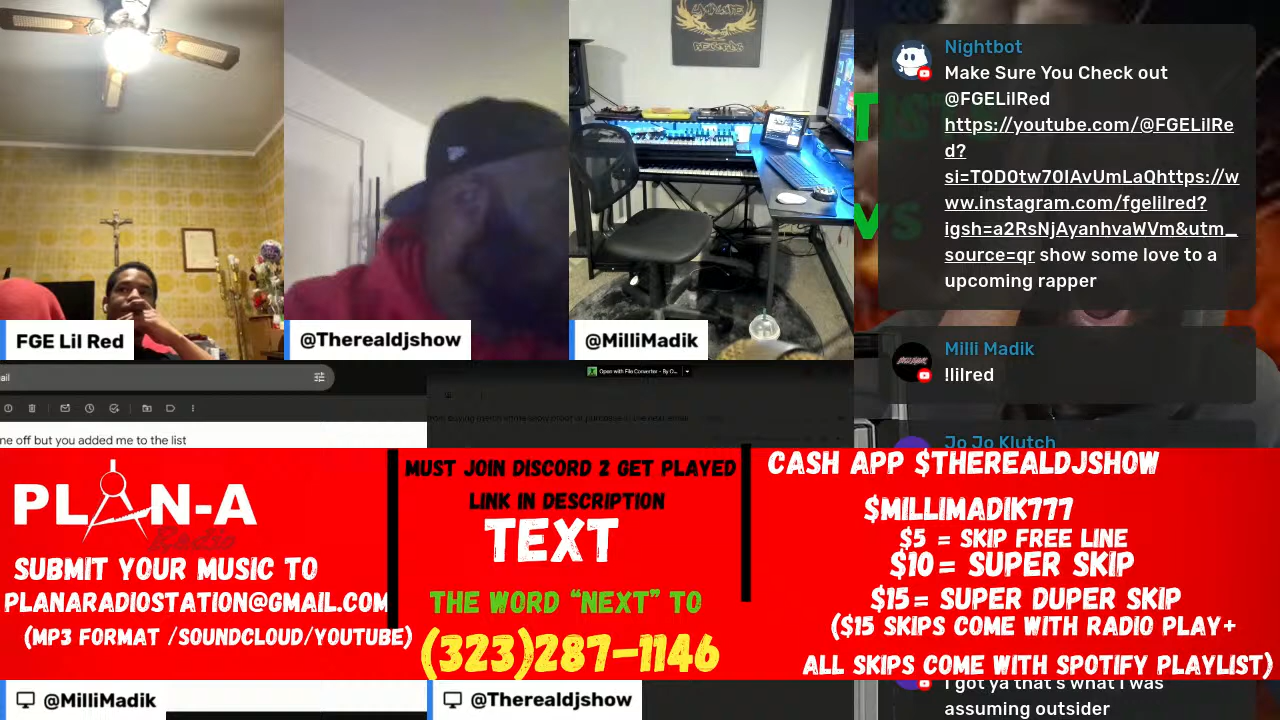 FGE Lil Red
@Therealdjshow
@MilliMadik
Nightbot
Make Sure You Check out
@FGELilRed
https://youtube.com/@FGELilRe
d?
si=TOD0tw70IAvUmLaQhttps://w
ww.instagram.com/fgelilred?
igsh=a2RsNjAyanhvaWVm&utm_
source=qr show some love to a
upcoming rapper
Milli Madik
!lilred
Jo Jo Klutch
I got ya that's what I was
assuming outsider
ail
Open with File Converter - By O...
ne off but you added me to the list
PLAN-A
Radio
SUBMIT YOUR MUSIC TO
PLANARADIOSTATION@GMAIL.COM
(MP3 FORMAT /SOUNDCLOUD/YOUTUBE)
MUST JOIN DISCORD 2 GET PLAYED
LINK IN DESCRIPTION
TEXT
THE WORD “NEXT” TO
(323)287-1146
CASH APP $THEREALDJSHOW
$MILLIMADIK777
$5 = SKIP FREE LINE
$10 = SUPER SKIP
$15= SUPER DUPER SKIP
($15 SKIPS COME WITH RADIO PLAY+
ALL SKIPS COME WITH SPOTIFY PLAYLIST)
@MilliMadik
@Therealdjshow